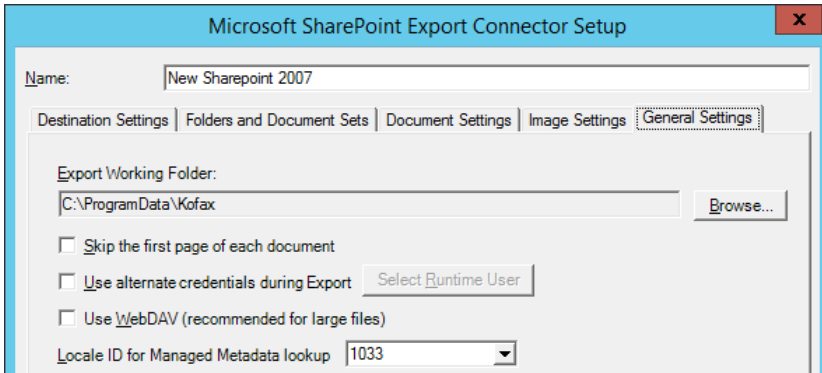 Microsoft SharePoint Export Connector Setup
x
Name: New Sharepoint 2007
Destination Settings Folders and Document Sets Document Settings Image Settings General Settings
Export Working Folder:
C:\ProgramData\Kofax Browse...
Skip the first page of each document
Use alternate credentials during Export Select Runtime User
Use WebDAV (recommended for large files)
Locale ID for Managed Metadata lookup 1033